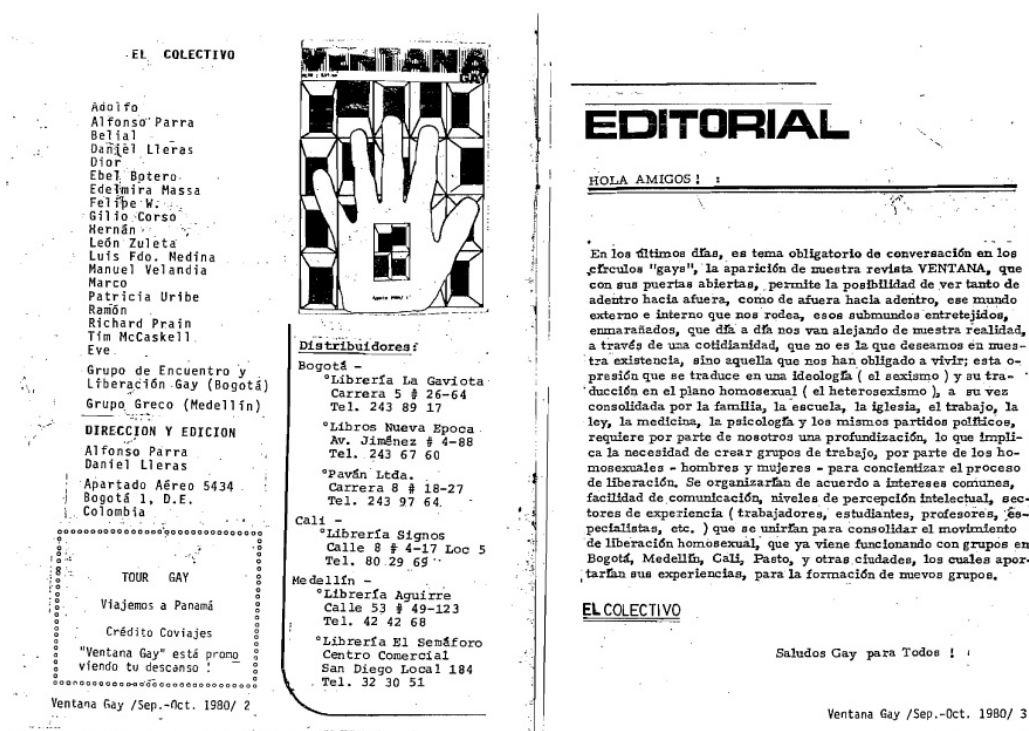 EL COLECTIVO
Adolfo
Alfonso Parra
Belial
Daniel Lleras
Dior
Ebel Botero
Edelmira Massa
Felipe W.
Gilio Corso
Hernán
León Zuleta
Luis Fdo. Medina
Manuel Velandia
Marco
Patricia Uribe
Ramón
Richard Prain
Tim McCaskell
Eve
Grupo de Encuentro y
Liberación Gay (Bogotá)
Grupo Greco (Medellín)
DIRECCION Y EDICION
Alfonso Parra
Daniel Lleras
Apartado Aéreo 5434
Bogotá 1, D.E.
Colombia
TOUR GAY
Viajemos a Panamá
Crédito Coviajes
"Ventana Gay" está promo
viendo tu descanso !
Ventana Gay /Sep.-Oct. 1980/ 2
VENTANA
GAY
Distribuidores:
Bogotá -
°Librería La Gaviota
Carrera 5 # 26-64
Tel. 243 89 17
°Libros Nueva Epoca
Av. Jiménez # 4-88
Tel. 243 67 60
°Paván Ltda.
Carrera 8 # 18-27
Tel. 243 97 64
Cali -
°Librería Signos
Calle 8 # 4-17 Loc 5
Tel. 80 29 69
Medellín -
°Librería Aguirre
Calle 53 # 49-123
Tel. 42 42 68
°Librería El Semáforo
Centro Comercial
San Diego Local 184
Tel. 32 30 51
EDITORIAL
HOLA AMIGOS ! :
En los últimos días, es tema obligatorio de conversación en los
círculos "gays", la aparición de nuestra revista VENTANA, que
con sus puertas abiertas, permite la posibilidad de ver tanto de
adentro hacia afuera, como de afuera hacia adentro, ese mundo
externo e interno que nos rodea, esos submundos entretejidos,
enmarañados, que día a día nos van alejando de nuestra realidad,
a través de una cotidianidad, que no es la que deseamos en nues-
tra existencia, sino aquella que nos han obligado a vivir; esta o-
presión que se traduce en una ideología ( el sexismo ) y su tra-
ducción en el plano homosexual ( el heterosexismo ), a su vez
consolidada por la familia, la escuela, la iglesia, el trabajo, la
ley, la medicina, la psicología y los mismos partidos políticos,
requiere por parte de nosotros una profundización, lo que impli-
ca la necesidad de crear grupos de trabajo, por parte de los ho-
mosexuales - hombres y mujeres - para concientizar el proceso
de liberación. Se organizarían de acuerdo a intereses comunes,
facilidad de comunicación, niveles de percepción intelectual, sec-
tores de experiencia ( trabajadores, estudiantes, profesores, es-
pecialistas, etc. ) que se unirían para consolidar el movimiento
de liberación homosexual, que ya viene funcionando con grupos en
Bogotá, Medellín, Cali, Pasto, y otras ciudades, los cuales apor-
tarían sus experiencias, para la formación de nuevos grupos.
EL COLECTIVO
Saludos Gay para Todos !
Ventana Gay /Sep.-Oct. 1980/ 3